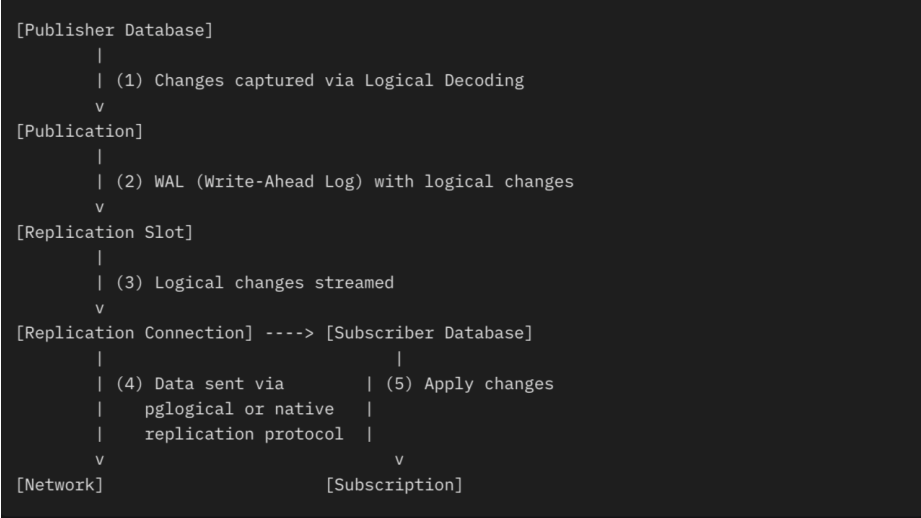 [Publisher Database]
        |
        | (1) Changes captured via Logical Decoding
        v
[Publication]
        |
        | (2) WAL (Write-Ahead Log) with logical changes
        v
[Replication Slot]
        |
        | (3) Logical changes streamed
        v
[Replication Connection] ----> [Subscriber Database]
        |                                |
        | (4) Data sent via           | (5) Apply changes
        |    pglogical or native      |
        |    replication protocol     |
        v                                v
[Network]                         [Subscription]